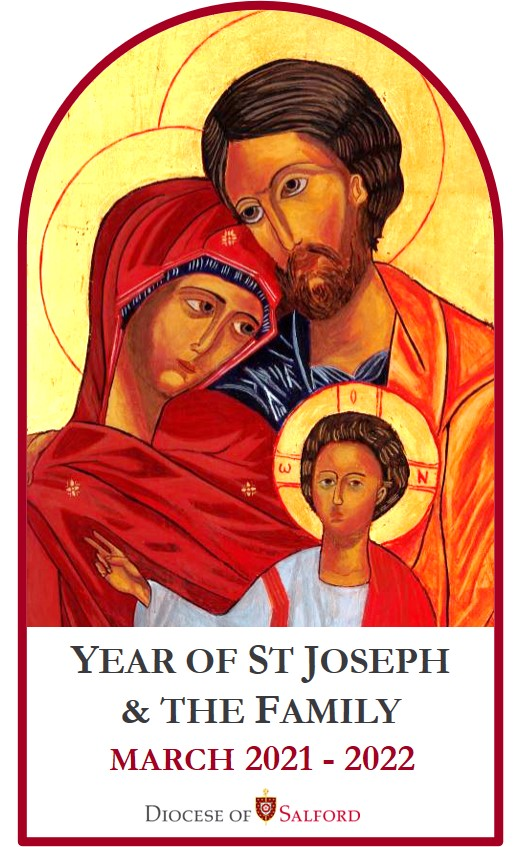 Ο
ω Ν
YEAR OF ST JOSEPH
& THE FAMILY
MARCH 2021 - 2022
DIOCESE OF SALFORD